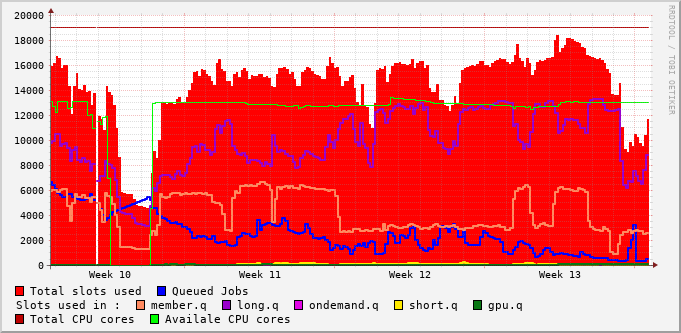 20000
18000
16000
14000
12000
10000
8000
6000
4000
2000
0
Week 10 Week 11 Week 12 Week 13
Total slots used Queued Jobs
Slots used in : member.q long.q ondemand.q short.q gpu.q
Total CPU cores Availale CPU cores
RRDTOOL / TOBI OETIKER